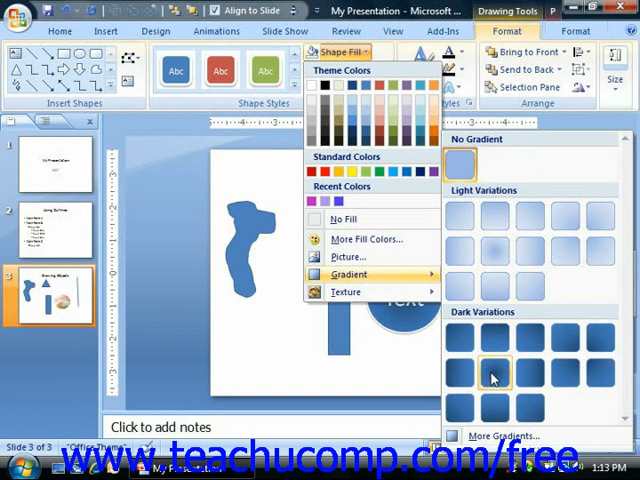 Align to Slide
My Presentation - Microsoft ...
Drawing Tools
P
Home
Insert
Design
Animations
Slide Show
Review
View
Format
Format
Abc
Abc
Abc
Shape Fill
Bring to Front
Send to Back
Selection Pane
Size
Insert Shapes
Shape Styles
Arrange
Theme Colors
Standard Colors
Recent Colors
No Fill
More Fill Colors...
Picture...
Gradient
Texture
No Gradient
Light Variations
Dark Variations
More Gradients...
1
2
3
Text
Click to add notes
Slide 3 of 3
"Office Theme"
www.teachucomp.com/free
My Presentation
1:13 PM